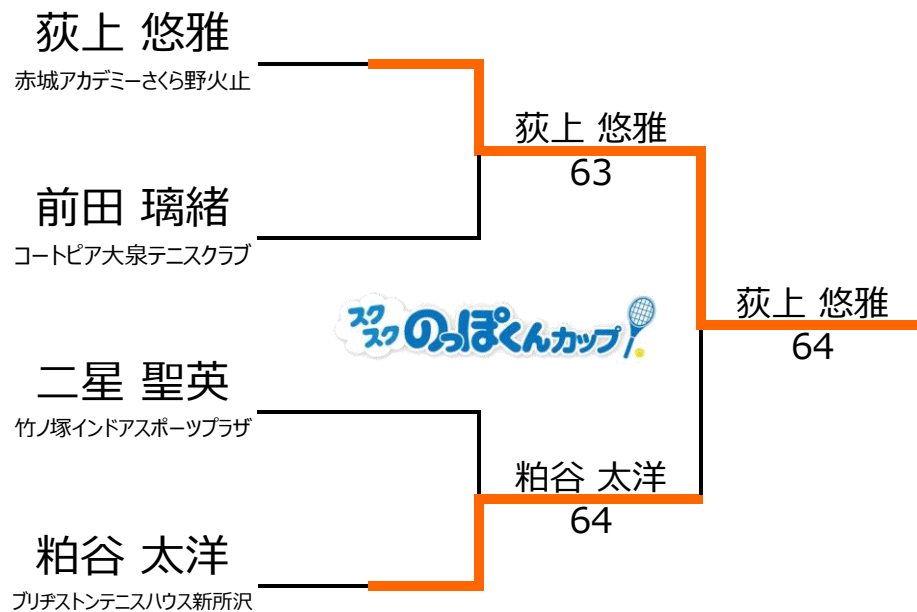 荻上 悠雅
赤城アカデミーさくら野火止
前田 璃緒
コートピア大泉テニスクラブ
二星 聖英
竹ノ塚インドアスポーツプラザ
粕谷 太洋
ブリヂストンテニスハウス新所沢
荻上 悠雅
63
スクスクのっぽくんカップ
粕谷 太洋
64
荻上 悠雅
64